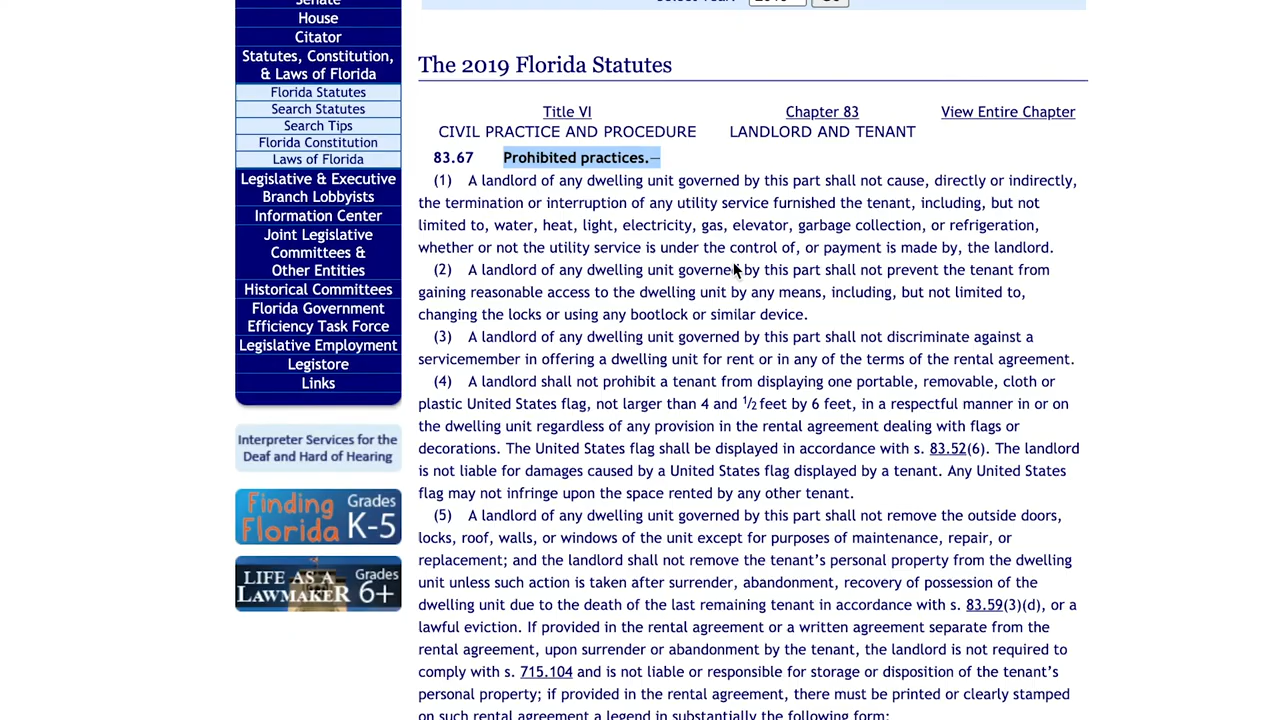 Senate
House
Citator
Statutes, Constitution,
& Laws of Florida
Florida Statutes
Search Statutes
Search Tips
Florida Constitution
Laws of Florida
Legislative & Executive
Branch Lobbyists
Information Center
Joint Legislative
Committees &
Other Entities
Historical Committees
Florida Government
Efficiency Task Force
Legislative Employment
Legistore
Links
Interpreter Services for the
Deaf and Hard of Hearing
Finding
Florida
Grades
K-5
LIFE AS A
LAWMAKER
Grades
6+
The 2019 Florida Statutes
Title VI Chapter 83 View Entire Chapter
CIVIL PRACTICE AND PROCEDURE LANDLORD AND TENANT
83.67 Prohibited practices.—
(1) A landlord of any dwelling unit governed by this part shall not cause, directly or indirectly,
the termination or interruption of any utility service furnished the tenant, including, but not
limited to, water, heat, light, electricity, gas, elevator, garbage collection, or refrigeration,
whether or not the utility service is under the control of, or payment is made by, the landlord.
(2) A landlord of any dwelling unit governed by this part shall not prevent the tenant from
gaining reasonable access to the dwelling unit by any means, including, but not limited to,
changing the locks or using any bootlock or similar device.
(3) A landlord of any dwelling unit governed by this part shall not discriminate against a
servicemember in offering a dwelling unit for rent or in any of the terms of the rental agreement.
(4) A landlord shall not prohibit a tenant from displaying one portable, removable, cloth or
plastic United States flag, not larger than 4 and 1/2 feet by 6 feet, in a respectful manner in or on
the dwelling unit regardless of any provision in the rental agreement dealing with flags or
decorations. The United States flag shall be displayed in accordance with s. 83.52(6). The landlord
is not liable for damages caused by a United States flag displayed by a tenant. Any United States
flag may not infringe upon the space rented by any other tenant.
(5) A landlord of any dwelling unit governed by this part shall not remove the outside doors,
locks, roof, walls, or windows of the unit except for purposes of maintenance, repair, or
replacement; and the landlord shall not remove the tenant’s personal property from the dwelling
unit unless such action is taken after surrender, abandonment, recovery of possession of the
dwelling unit due to the death of the last remaining tenant in accordance with s. 83.59(3)(d), or a
lawful eviction. If provided in the rental agreement or a written agreement separate from the
rental agreement, upon surrender or abandonment by the tenant, the landlord is not required to
comply with s. 715.104 and is not liable or responsible for storage or disposition of the tenant’s
personal property; if provided in the rental agreement, there must be printed or clearly stamped
on such rental agreement a legend in substantially the following form: